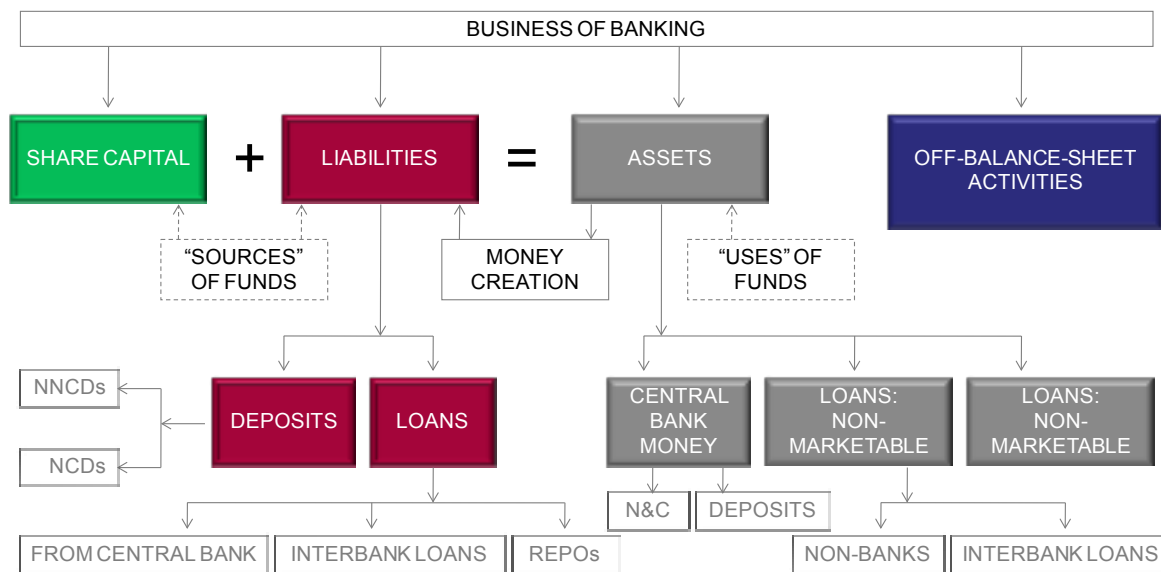 BUSINESS OF BANKING
SHARE CAPITAL
+
LIABILITIES
=
ASSETS
OFF-BALANCE-SHEET
ACTIVITIES
“SOURCES”
OF FUNDS
MONEY
CREATION
“USES” OF
FUNDS
NNCDs
NCDs
DEPOSITS
LOANS
CENTRAL
BANK
MONEY
LOANS:
NON-
MARKETABLE
LOANS:
NON-
MARKETABLE
N&C
DEPOSITS
FROM CENTRAL BANK
INTERBANK LOANS
REPOs
NON-BANKS
INTERBANK LOANS